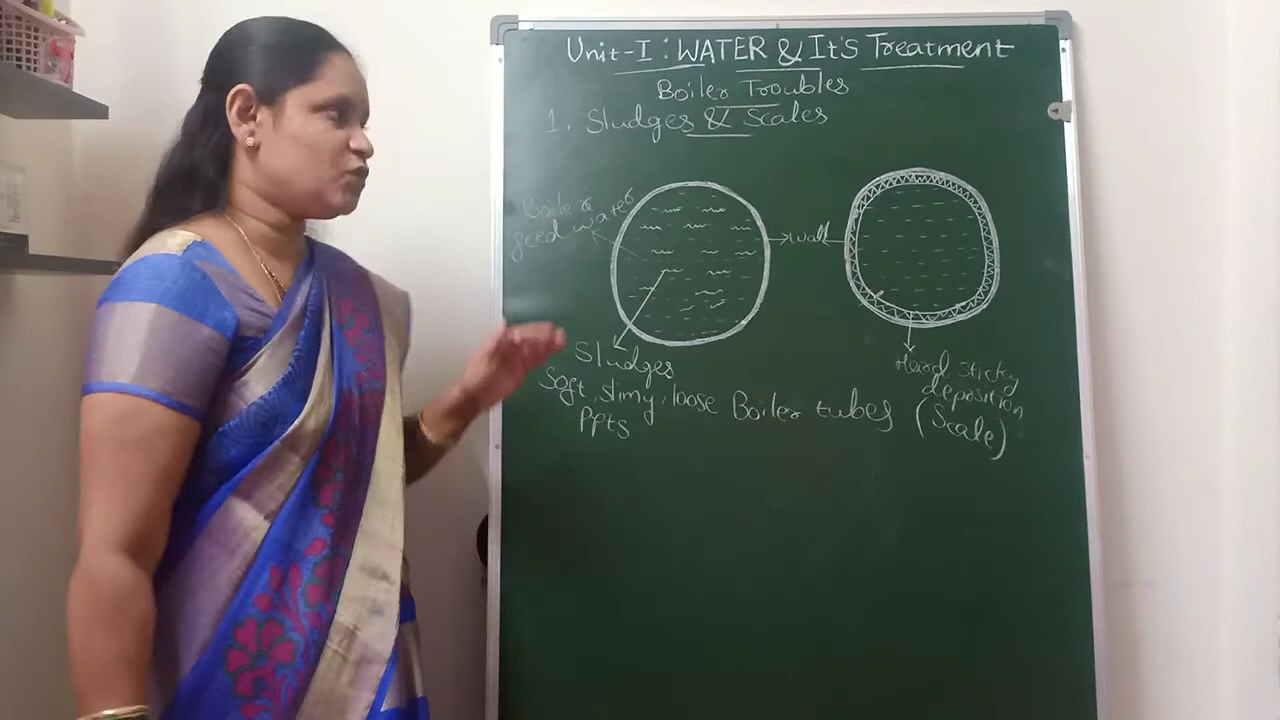 Unit-I : WATER & It's Treatment
Boiler Troubles
1. Sludges & Scales
Boiler
feed water
wall
Sludges
Soft, slimy, loose
PPts
Boiler tubes
Hard sticky
deposition
(Scale)